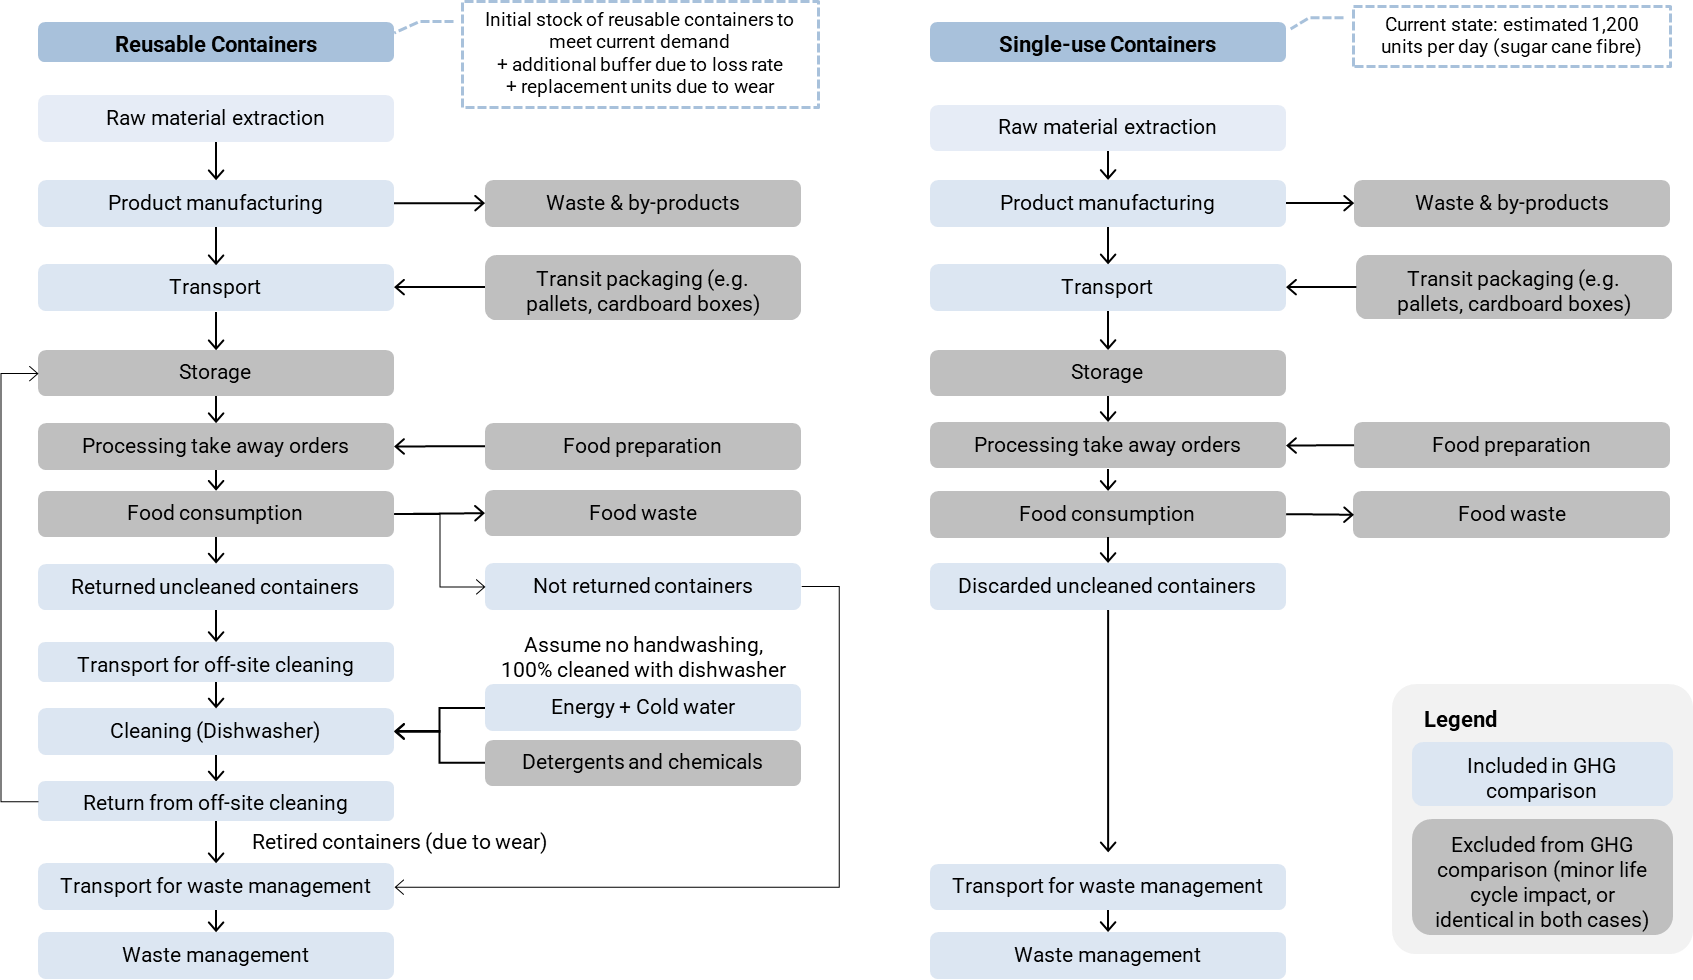 Reusable Containers
Initial stock of reusable containers to
meet current demand
+ additional buffer due to loss rate
+ replacement units due to wear
Raw material extraction
Product manufacturing
Waste & by-products
Transport
Transit packaging (e.g.
pallets, cardboard boxes)
Storage
Processing take away orders
Food preparation
Food consumption
Food waste
Returned uncleaned containers
Not returned containers
Transport for off-site cleaning
Assume no handwashing,
100% cleaned with dishwasher
Energy + Cold water
Cleaning (Dishwasher)
Detergents and chemicals
Return from off-site cleaning
Retired containers (due to wear)
Transport for waste management
Waste management
Single-use Containers
Current state: estimated 1,200
units per day (sugar cane fibre)
Raw material extraction
Product manufacturing
Waste & by-products
Transport
Transit packaging (e.g.
pallets, cardboard boxes)
Storage
Processing take away orders
Food preparation
Food consumption
Food waste
Discarded uncleaned containers
Transport for waste management
Waste management
Legend
Included in GHG
comparison
Excluded from GHG
comparison (minor life
cycle impact, or
identical in both cases)